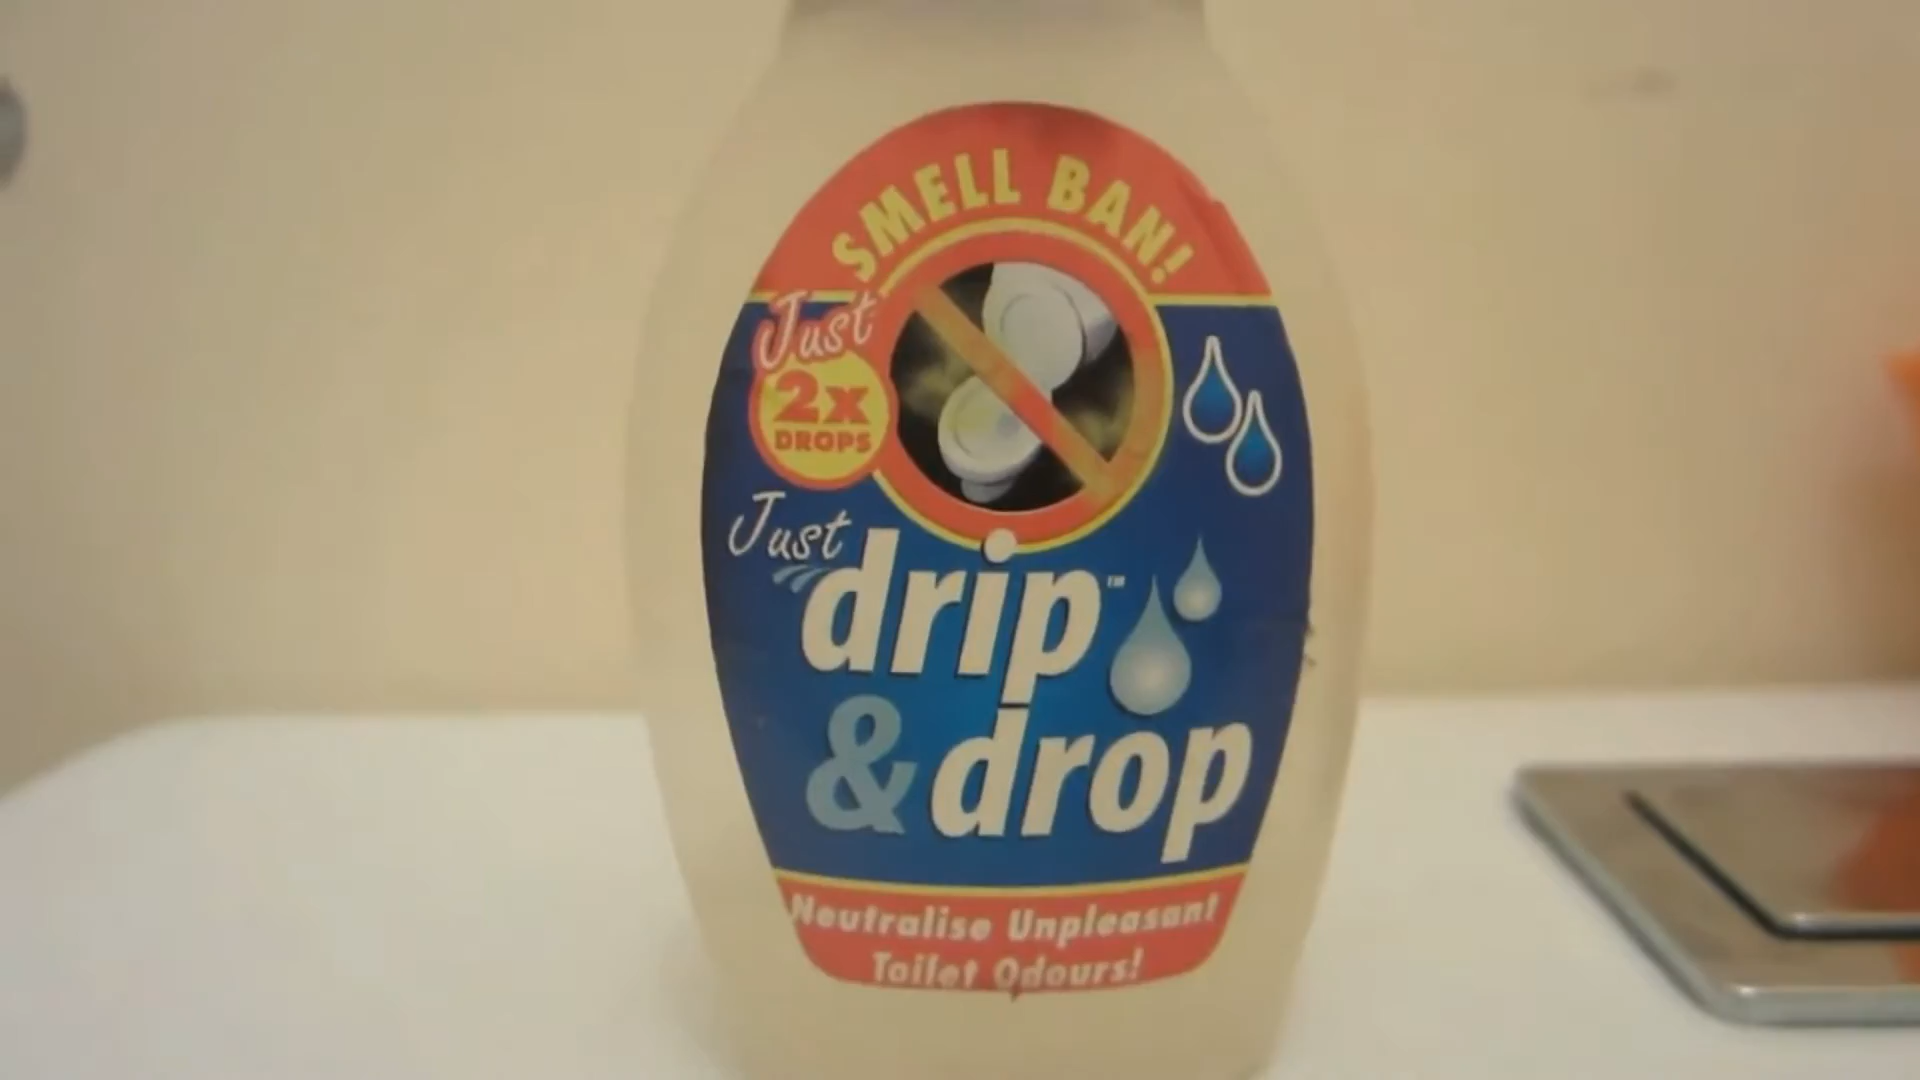 SMELL BAN!
Just
2x
DROPS
Just
drip™
& drop
Neutralise Unpleasant
Toilet Odours!